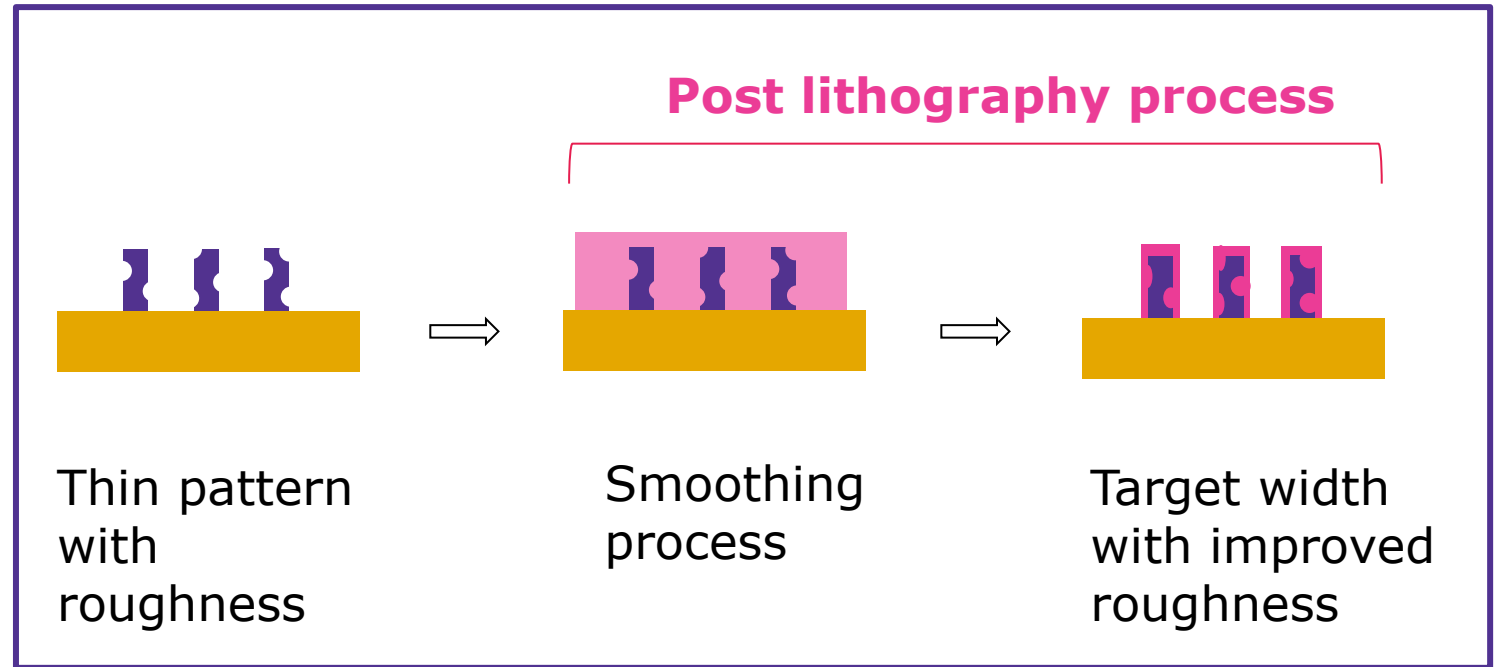 Post lithography process
Thin pattern
with
roughness
Smoothing
process
Target width
with improved
roughness